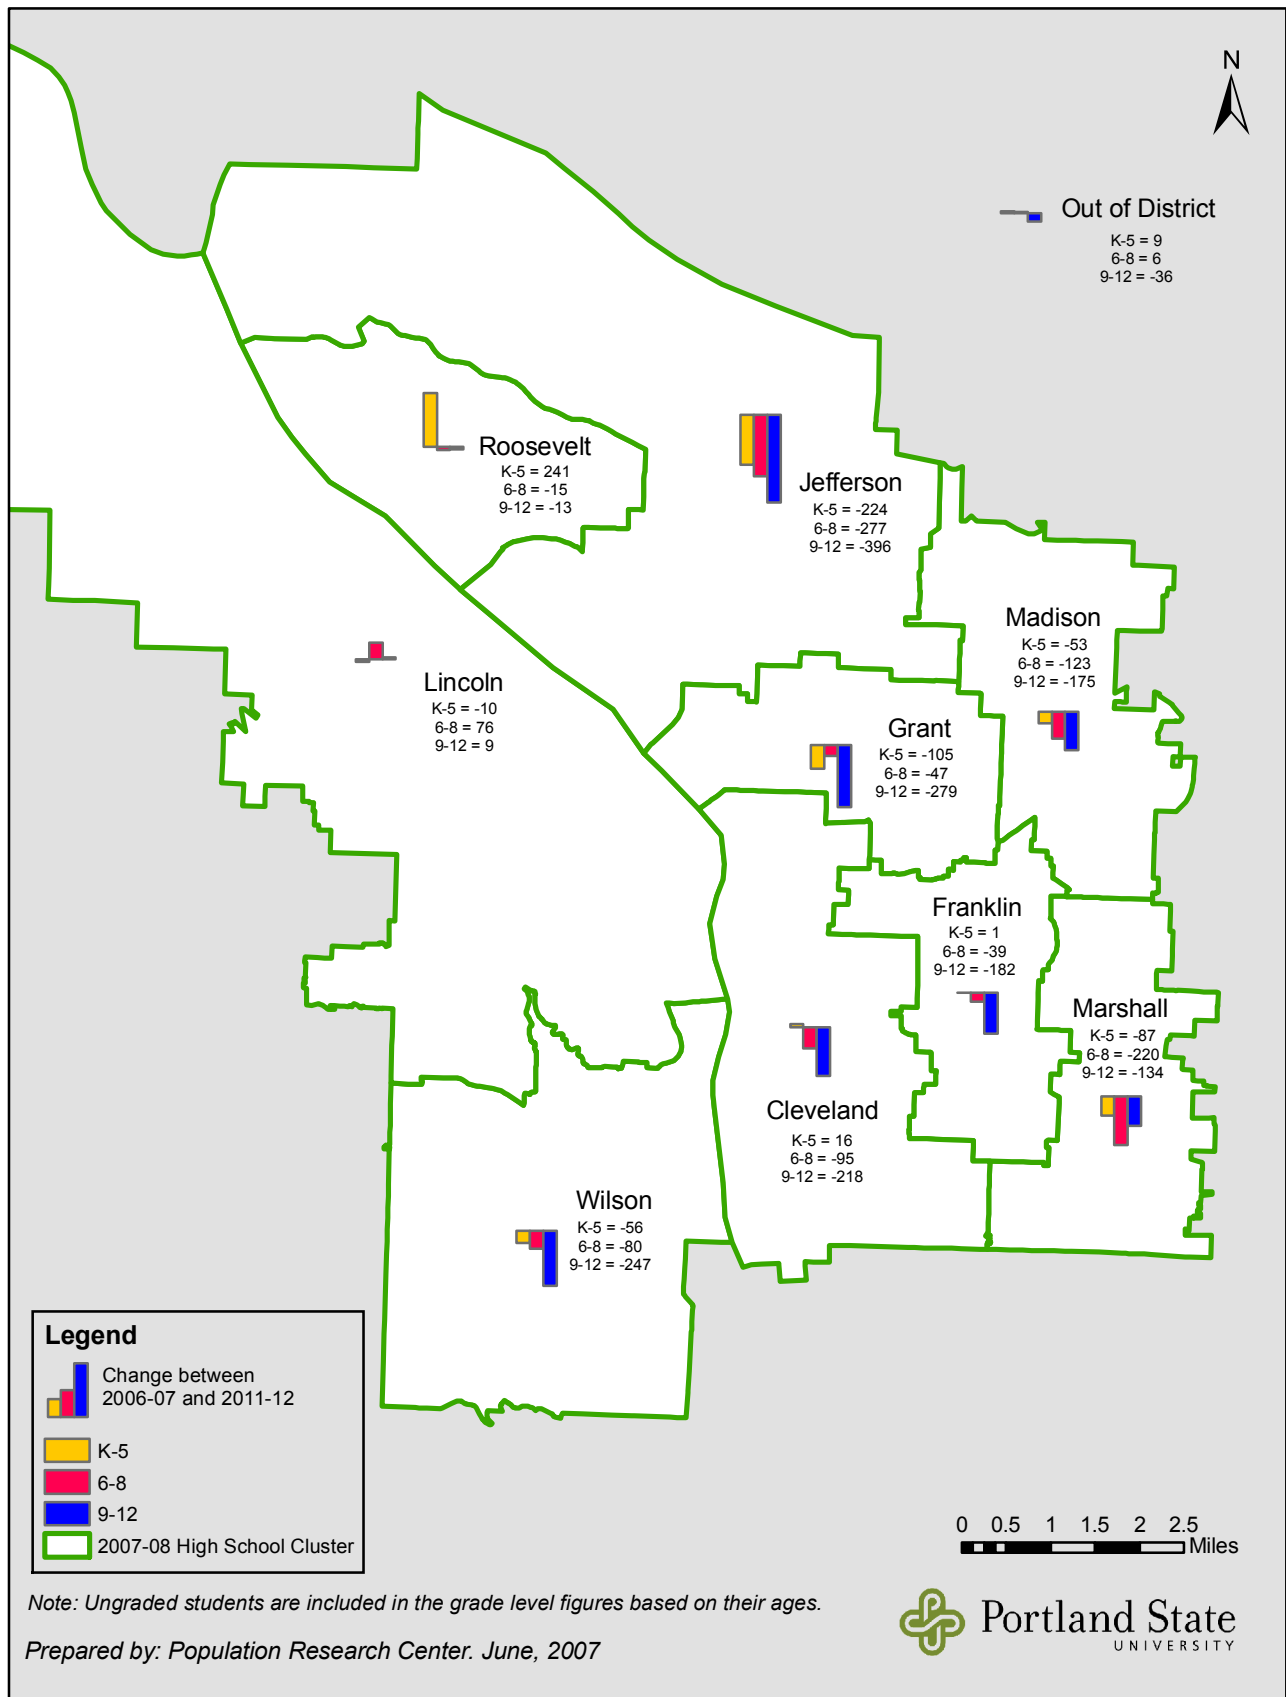 N
Out of District
K-5 = 9
6-8 = 6
9-12 = -36
Roosevelt
K-5 = 241
6-8 = -15
9-12 = -13
Jefferson
K-5 = -224
6-8 = -277
9-12 = -396
Madison
K-5 = -53
6-8 = -123
9-12 = -175
Lincoln
K-5 = -10
6-8 = 76
9-12 = 9
Grant
K-5 = -105
6-8 = -47
9-12 = -279
Franklin
K-5 = 1
6-8 = -39
9-12 = -182
Marshall
K-5 = -87
6-8 = -220
9-12 = -134
Cleveland
K-5 = 16
6-8 = -95
9-12 = -218
Wilson
K-5 = -56
6-8 = -80
9-12 = -247
Legend
Change between
2006-07 and 2011-12
K-5
6-8
9-12
2007-08 High School Cluster
0 0.5 1 1.5 2 2.5
Miles
Note: Ungraded students are included in the grade level figures based on their ages.
Prepared by: Population Research Center. June, 2007
Portland State
UNIVERSITY